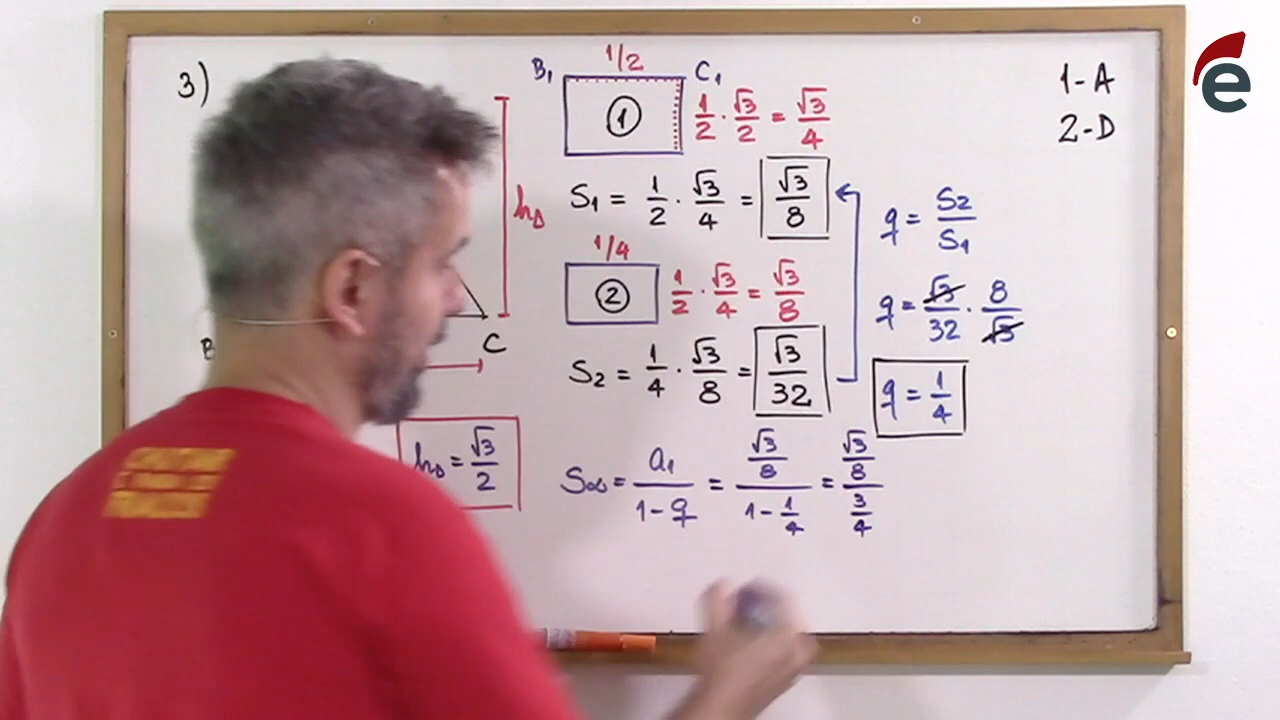 3)
B
C
h△
h△ = √3/2
1/2
B₁ C₁
① 1/2 · √3/2 = √3/4
S₁ = 1/2 · √3/4 = √3/8
1/4
② 1/2 · √3/4 = √3/8
S₂ = 1/4 · √3/8 = √3/32
S∞ = a₁/(1-q) = (√3/8)/(1-1/4) = (√3/8)/(3/4)
q = S₂/S₁
q = √3/32 · 8/√3
q = 1/4
1-A
2-D
e